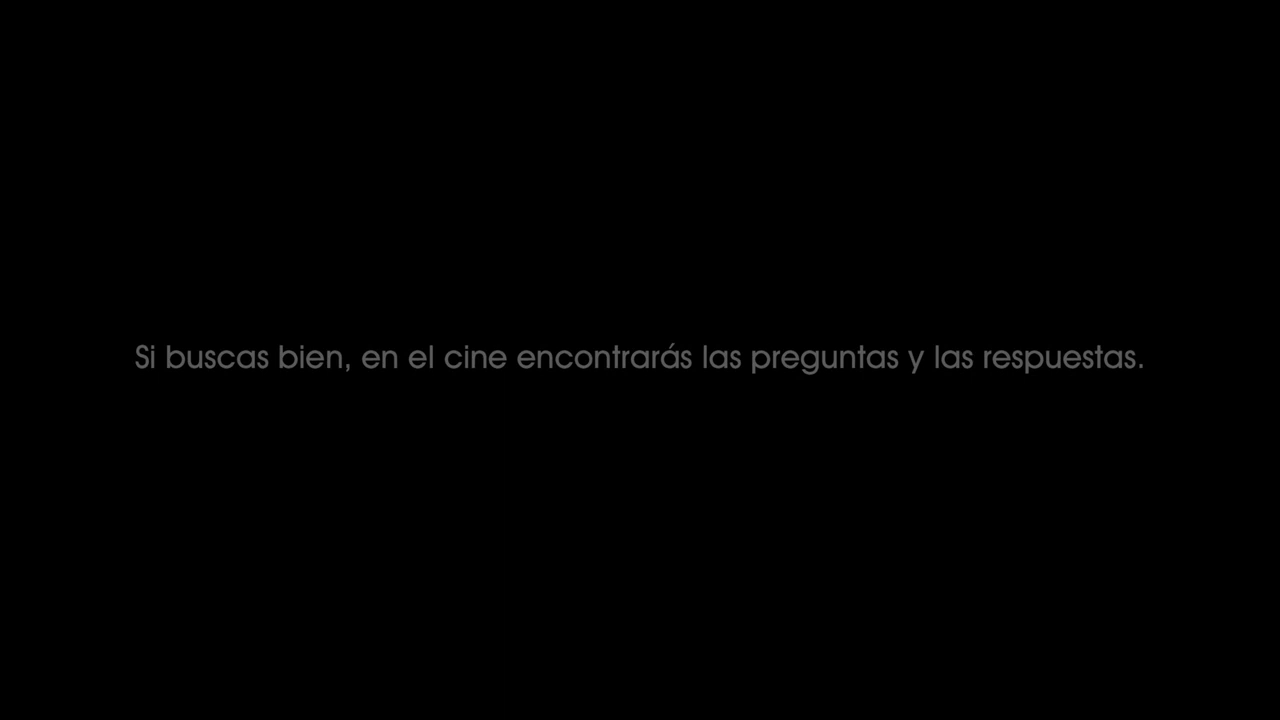 Si buscas bien, en el cine encontrarás las preguntas y las respuestas.